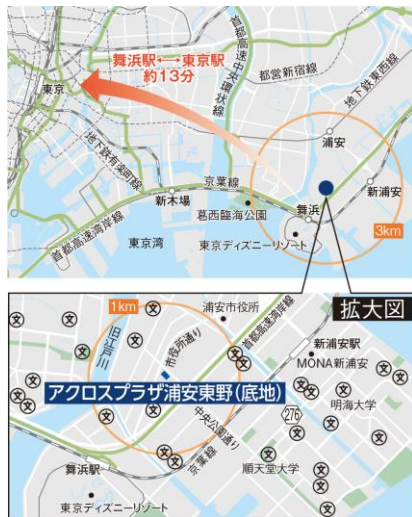 舞浜駅⟷東京駅
約13分
首都高速中央環状線
都営新宿線
地下鉄東西線
東京
浦安
地下鉄有楽町線
京葉線
新浦安
新木場
葛西臨海公園
舞浜
首都高速湾岸線
東京湾
東京ディズニーリゾート
3km
拡大図
1km
文
浦安市役所
首都高速湾岸線
旧江戸川
市役所通り
新浦安駅
MONA新浦安
アクロスプラザ浦安東野(底地)
明海大学
276
中央公園通り
京葉線
舞浜駅
順天堂大学
東京ディズニーリゾート